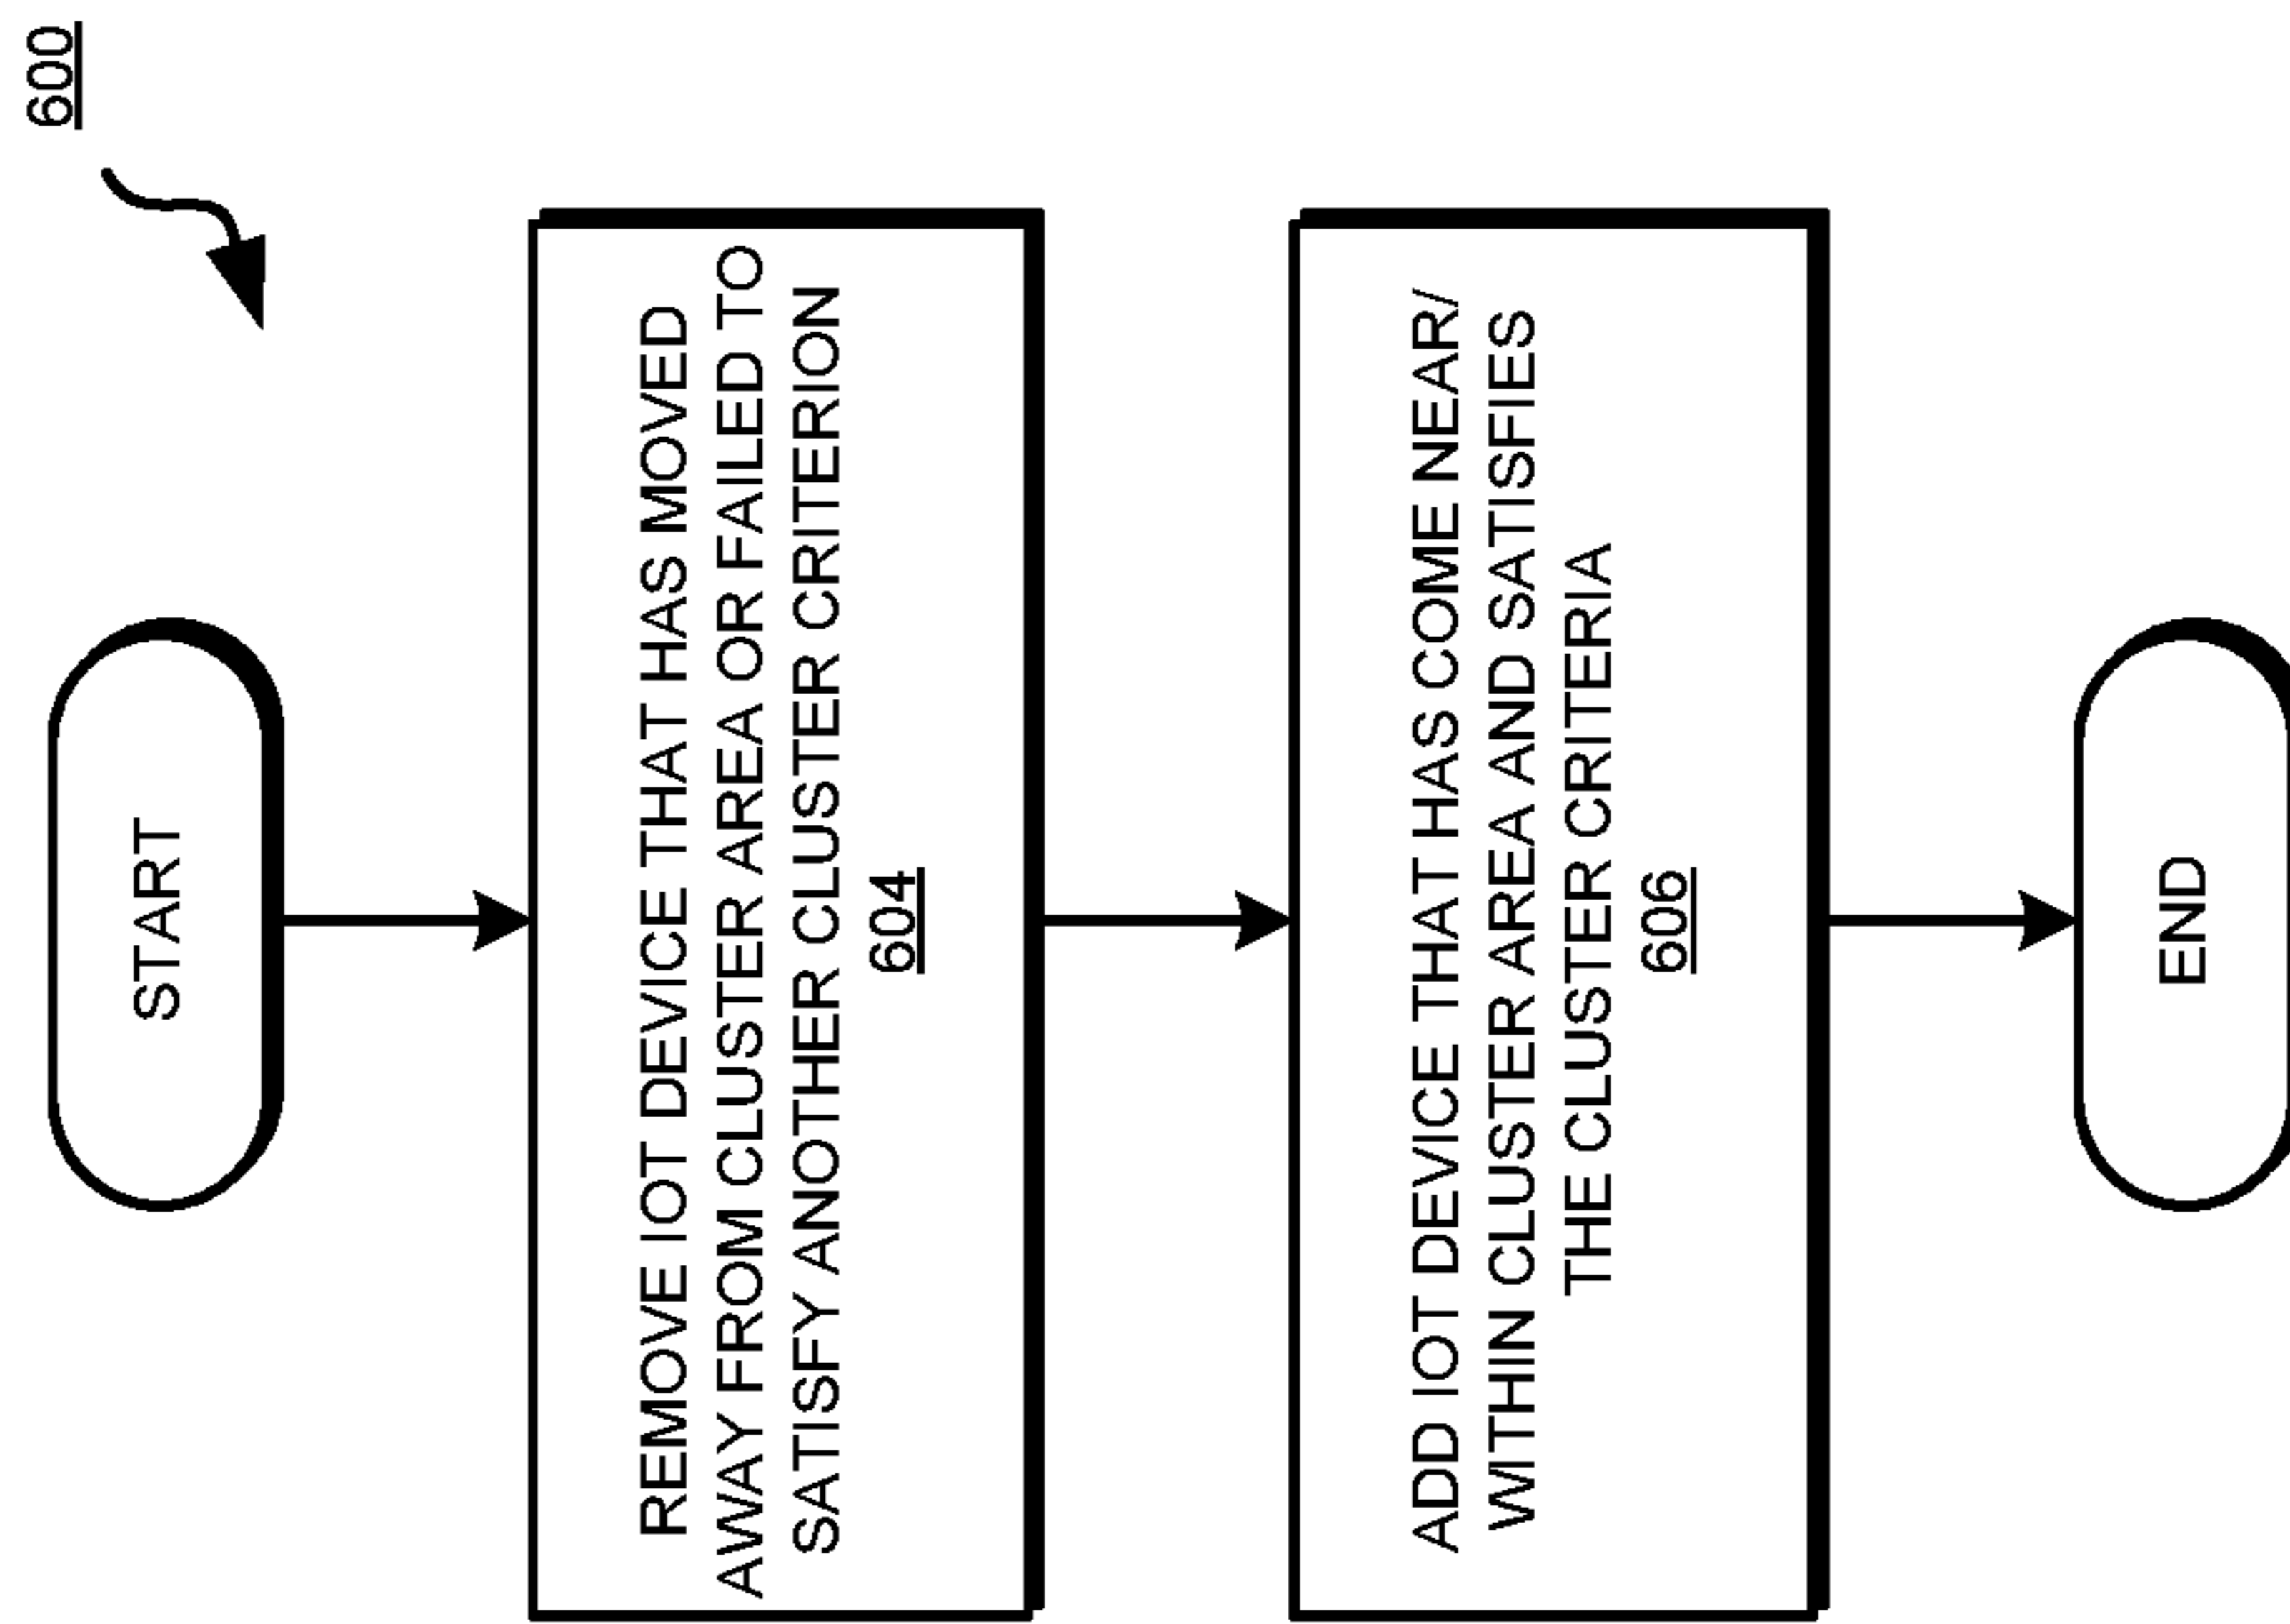 600
START
REMOVE IOT DEVICE THAT HAS MOVED
AWAY FROM CLUSTER AREA OR FAILED TO
SATISFY ANOTHER CLUSTER CRITERION
604
ADD IOT DEVICE THAT HAS COME NEAR/
WITHIN CLUSTER AREA AND SATISFIES
THE CLUSTER CRITERIA
606
END